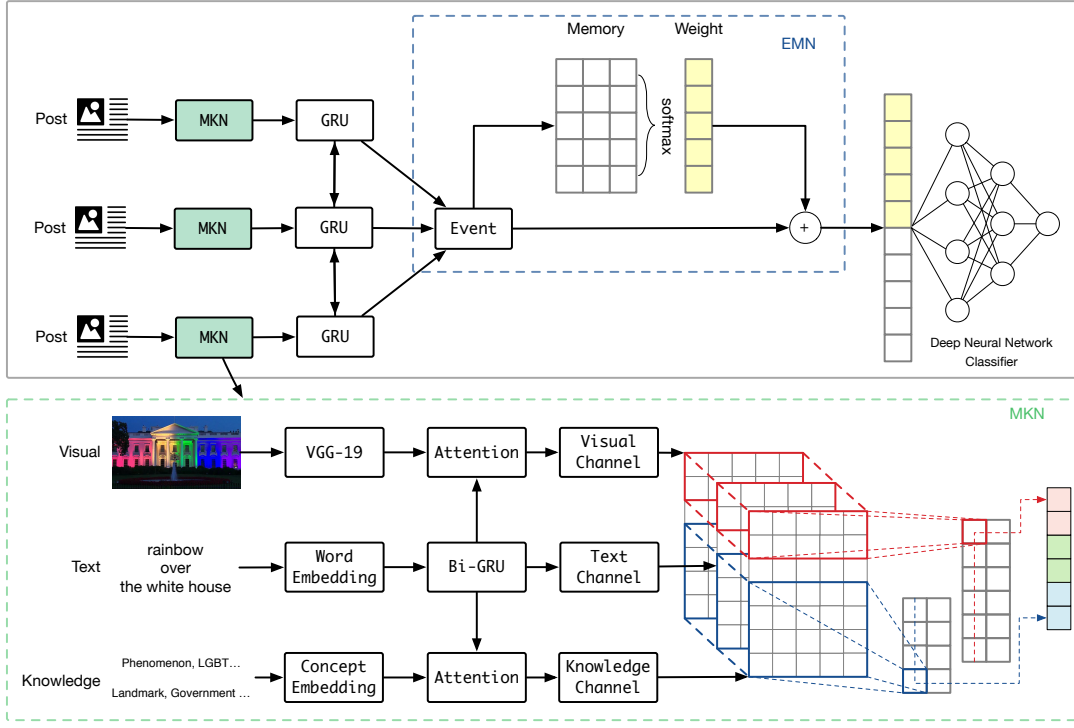 Memory
Weight
EMN
Post
MKN
GRU
softmax
Post
MKN
GRU
Event
+
Post
MKN
GRU
Deep Neural Network
Classifier
MKN
Visual
VGG-19
Attention
Visual
Channel
Text
rainbow
over
the white house
Word
Embedding
Bi-GRU
Text
Channel
Knowledge
Phenomenon, LGBT...
Landmark, Government ...
Concept
Embedding
Attention
Knowledge
Channel